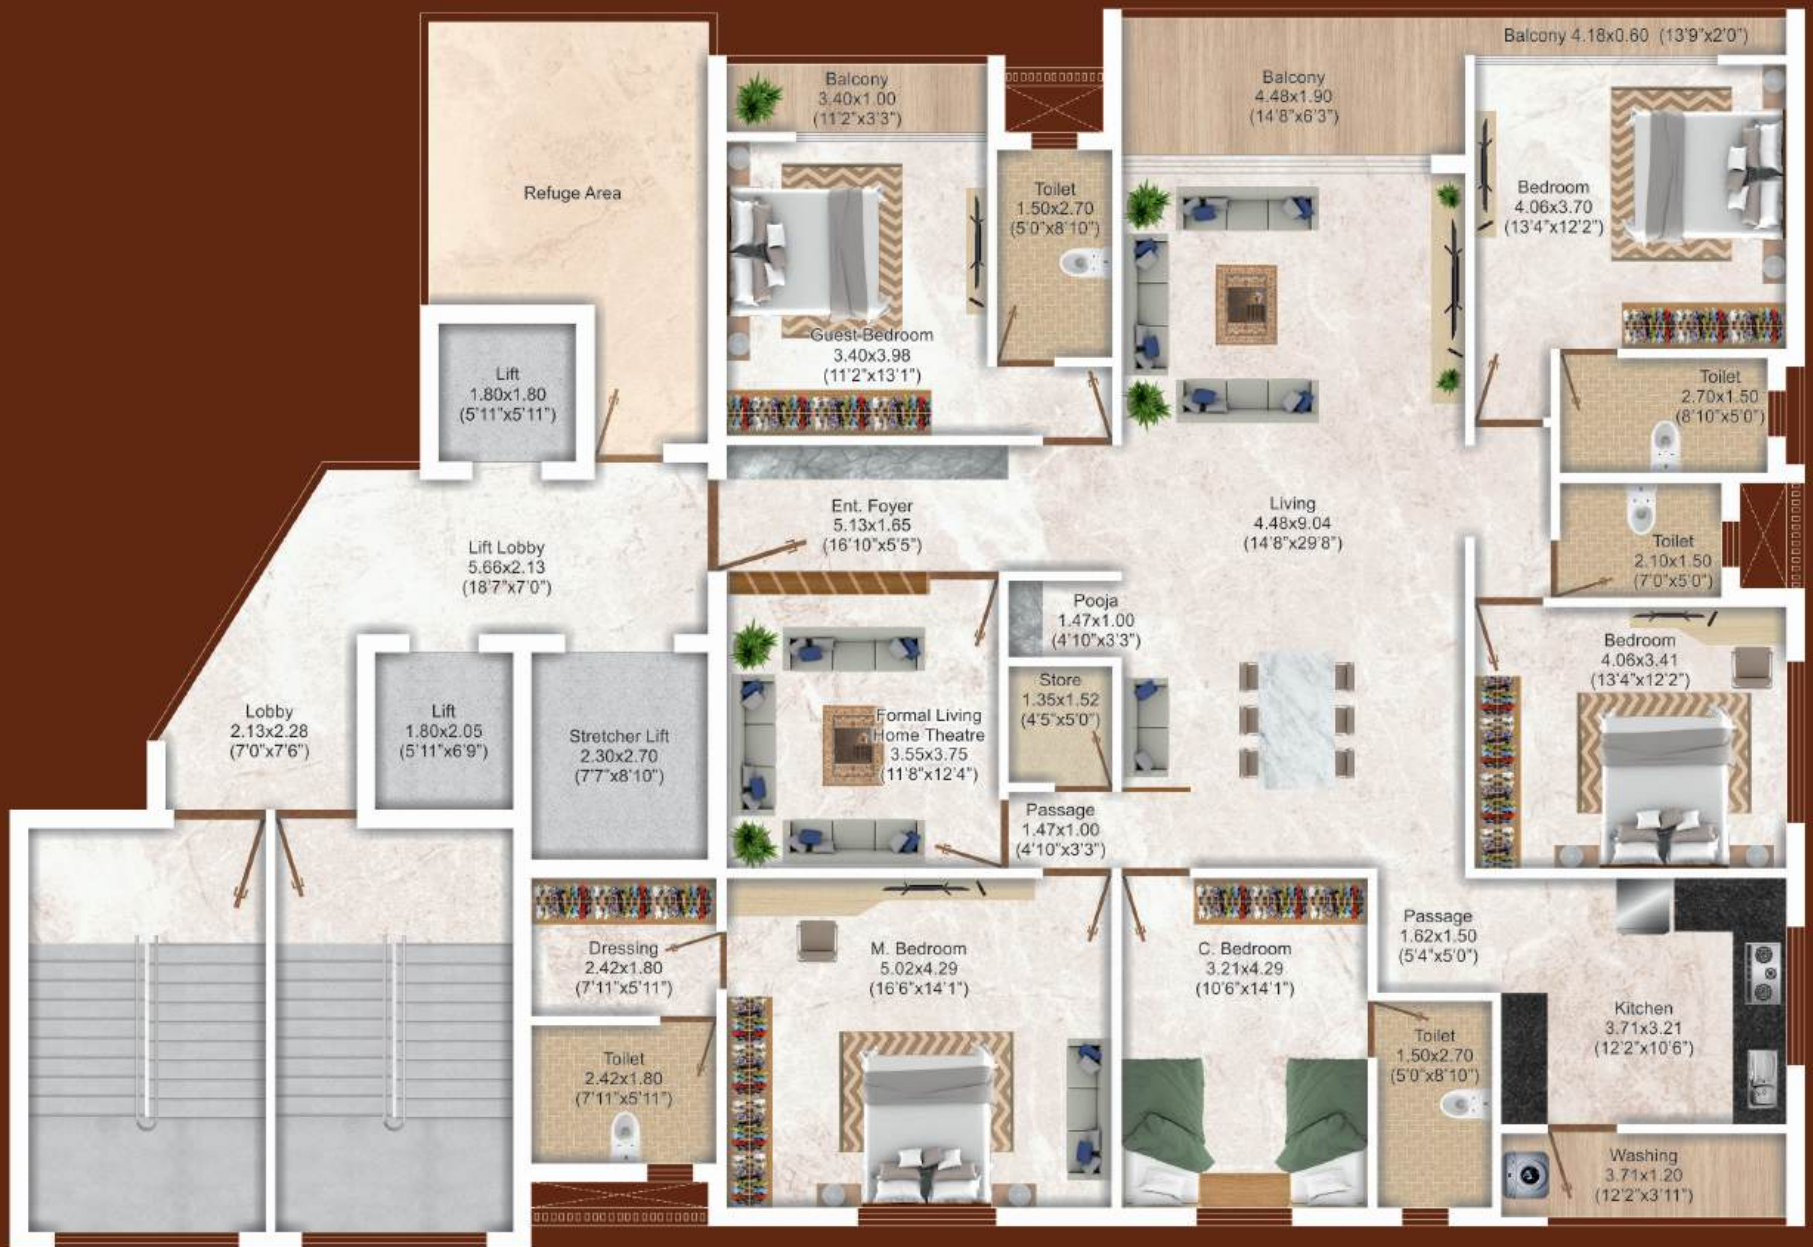 Balcony 4.18x0.60 (13'9"x2'0")
Balcony
3.40x1.00
(11'2"x3'3")
Balcony
4.48x1.90
(14'8"x6'3")
Refuge Area
Toilet
1.50x2.70
(5'0"x8'10")
Bedroom
4.06x3.70
(13'4"x12'2")
Guest Bedroom
3.40x3.98
(11'2"x13'1")
Lift
1.80x1.80
(5'11"x5'11")
Toilet
2.70x1.50
(8'10"x5'0")
Ent. Foyer
5.13x1.65
(16'10"x5'5")
Living
4.48x9.04
(14'8"x29'8")
Lift Lobby
5.66x2.13
(18'7"x7'0")
Toilet
2.10x1.50
(7'0"x5'0")
Pooja
1.47x1.00
(4'10"x3'3")
Bedroom
4.06x3.41
(13'4"x12'2")
Store
1.35x1.52
(4'5"x5'0")
Lobby
2.13x2.28
(7'0"x7'6")
Lift
1.80x2.05
(5'11"x6'9")
Stretcher Lift
2.30x2.70
(7'7"x8'10")
Formal Living
Home Theatre
3.55x3.75
(11'8"x12'4")
Passage
1.47x1.00
(4'10"x3'3")
Dressing
2.42x1.80
(7'11"x5'11")
M. Bedroom
5.02x4.29
(16'6"x14'1")
C. Bedroom
3.21x4.29
(10'6"x14'1")
Passage
1.62x1.50
(5'4"x5'0")
Kitchen
3.71x3.21
(12'2"x10'6")
Toilet
2.42x1.80
(7'11"x5'11")
Toilet
1.50x2.70
(5'0"x8'10")
Washing
3.71x1.20
(12'2"x3'11")